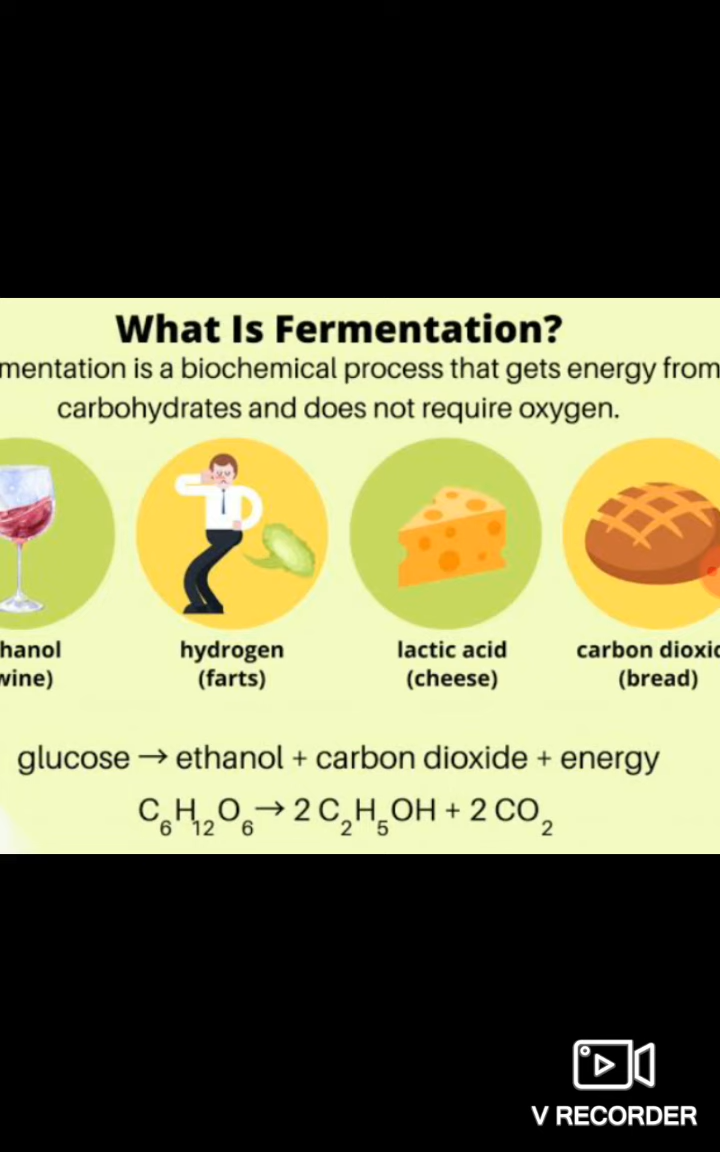 What Is Fermentation?
mentation is a biochemical process that gets energy from
carbohydrates and does not require oxygen.
hanol
hydrogen
lactic acid
carbon dioxid
vine)
(farts)
(cheese)
(bread)
glucose → ethanol + carbon dioxide + energy
C₆H₁₂O₆ → 2 C₂H₅OH + 2 CO₂
V RECORDER